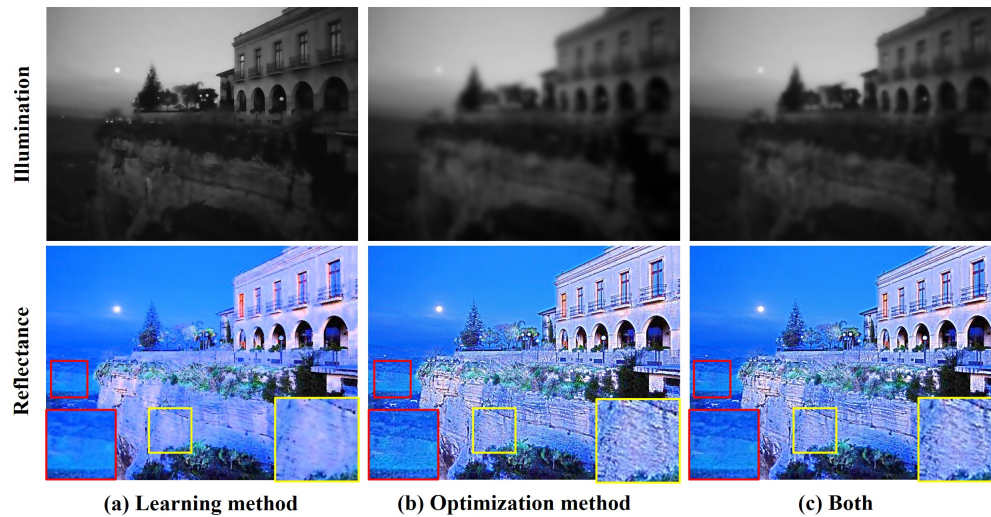 Illumination
Reflectance
(a) Learning method
(b) Optimization method
(c) Both